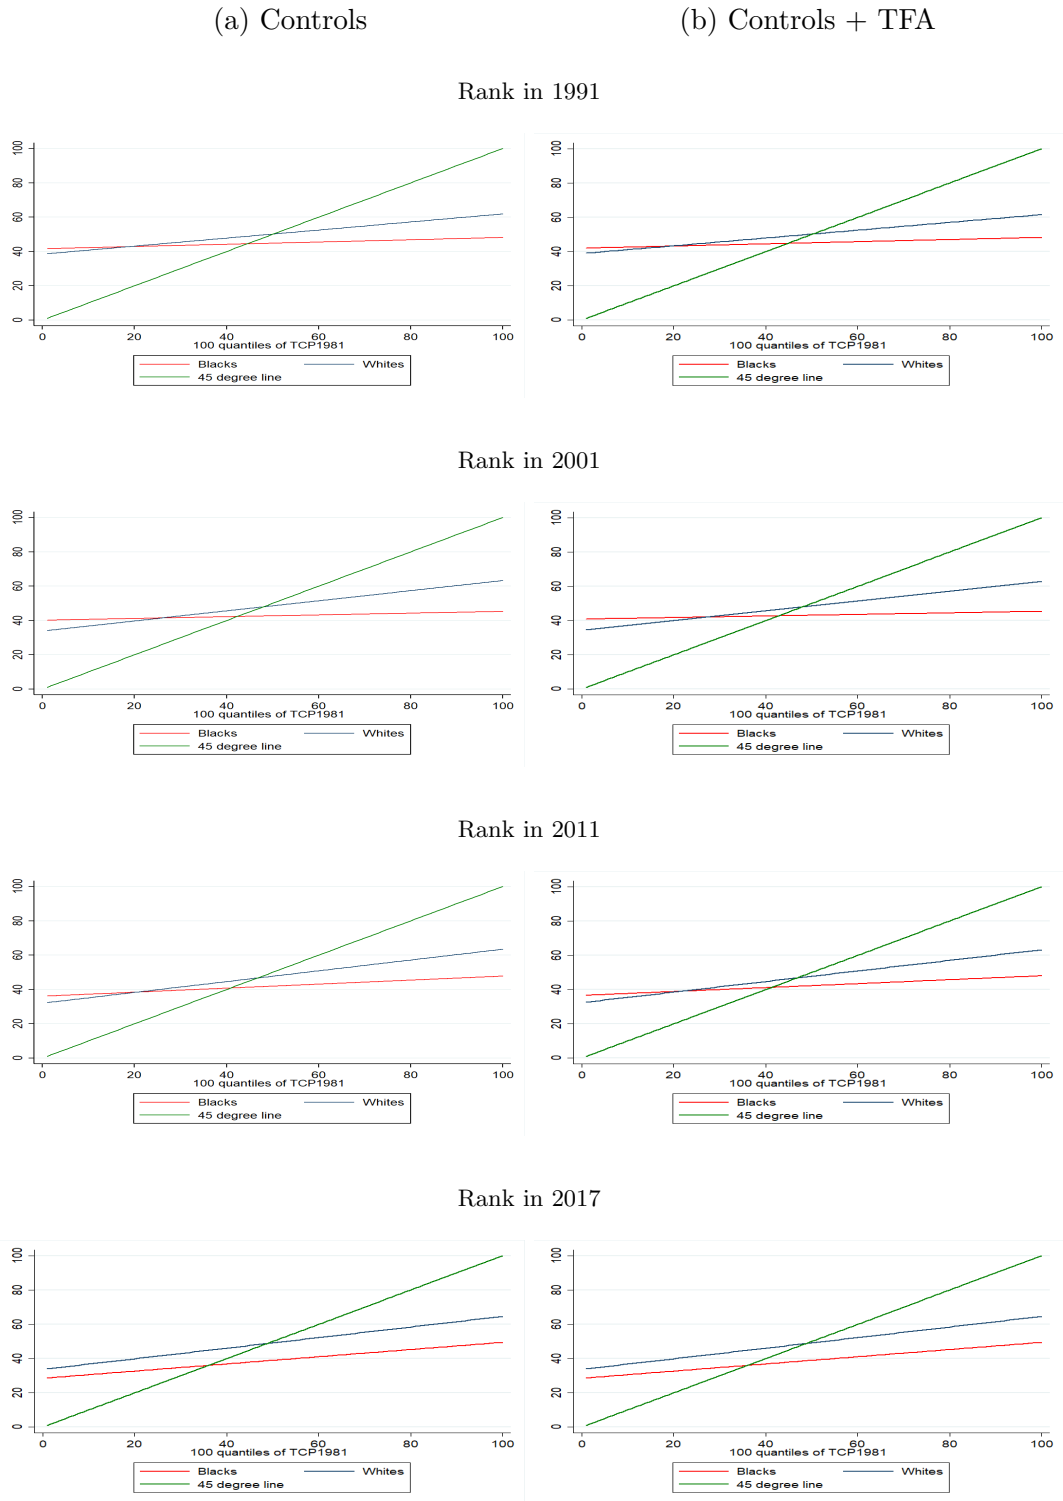 (a) Controls
(b) Controls + TFA
Rank in 1991
100
80
60
40
20
0
0 20 40 60 80 100
100 quantiles of TCP1981
Blacks Whites
45 degree line
100
80
60
40
20
0
0 20 40 60 80 100
100 quantiles of TCP1981
Blacks Whites
45 degree line
Rank in 2001
100
80
60
40
20
0
0 20 40 60 80 100
100 quantiles of TCP1981
Blacks Whites
45 degree line
100
80
60
40
20
0
0 20 40 60 80 100
100 quantiles of TCP1981
Blacks Whites
45 degree line
Rank in 2011
100
80
60
40
20
0
0 20 40 60 80 100
100 quantiles of TCP1981
Blacks Whites
45 degree line
100
80
60
40
20
0
0 20 40 60 80 100
100 quantiles of TCP1981
Blacks Whites
45 degree line
Rank in 2017
100
80
60
40
20
0
0 20 40 60 80 100
100 quantiles of TCP1981
Blacks Whites
45 degree line
100
80
60
40
20
0
0 20 40 60 80 100
100 quantiles of TCP1981
Blacks Whites
45 degree line